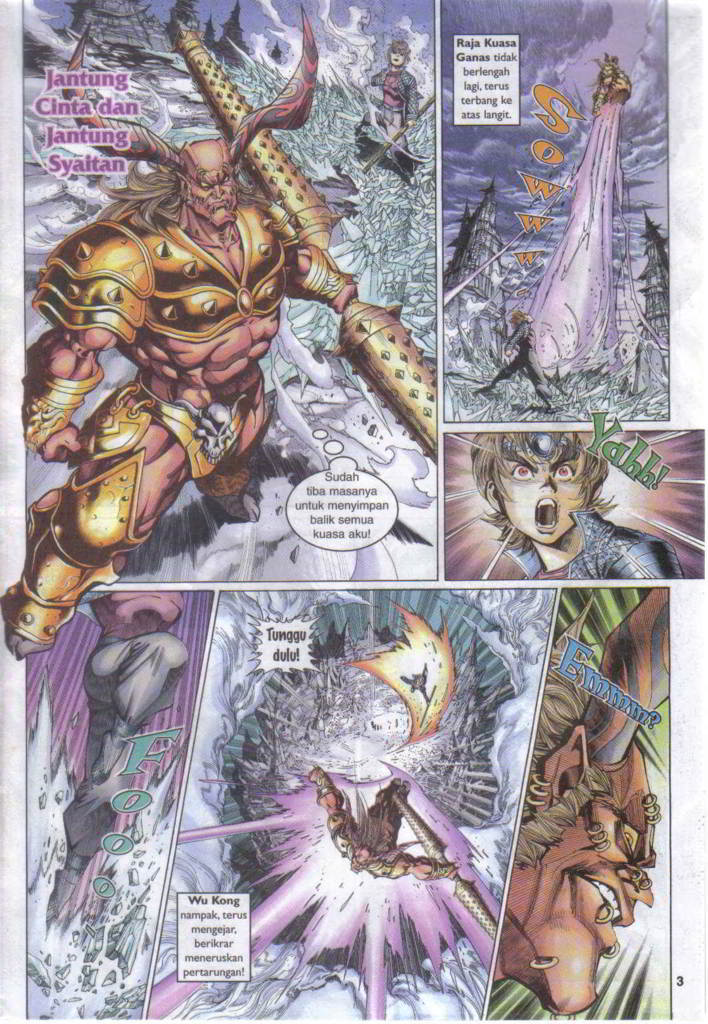 Jantung
Cinta dan
Jantung
Syaitan
Raja Kuasa
Ganas tidak
berlengah
lagi, terus
terbang ke
atas langit.
Sowww
Sudah
tiba masanya
untuk menyimpan
balik semua
kuasa aku!
Yahh!
Foooo
Tunggu
dulu!
Wu Kong
nampak, terus
mengejar,
berikrar
meneruskan
pertarungan!
Emmm?
3